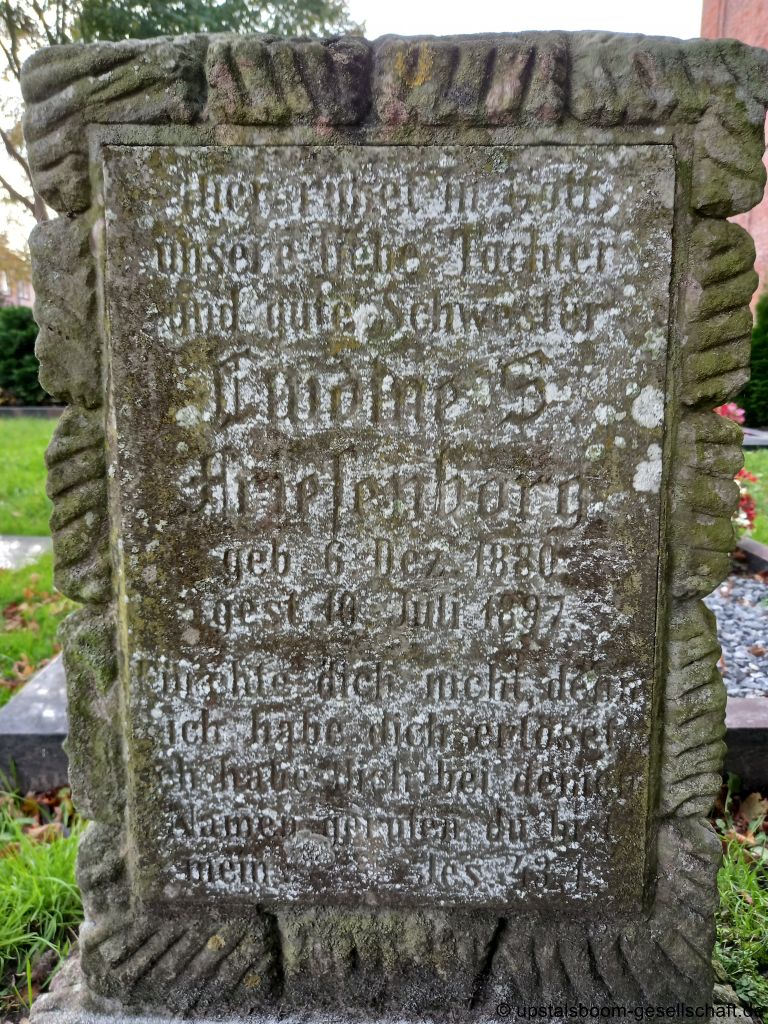 Hier ruhet in Gott
unsere liebe Tochter
und gute Schwester
S.
Friesenborg
geb. 6. Dez. 1880.
gest. 10. Juli 1897.
Fürchte dich nicht, denn
ich habe dich erlöset
ich habe dich bei deinem
Namen gerufen du bist
mein Jes. 43,1
© upstalsboom-gesellschaft.de